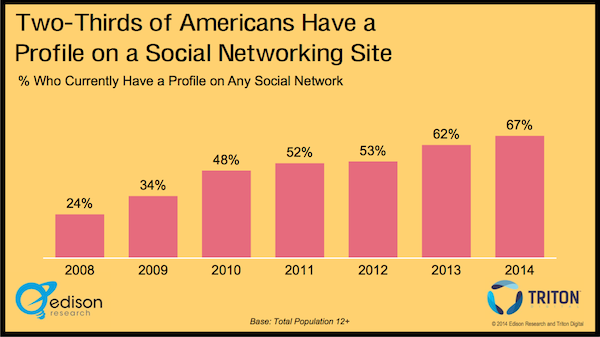 Two-Thirds of Americans Have a
Profile on a Social Networking Site
% Who Currently Have a Profile on Any Social Network
24%
34%
48%
52%
53%
62%
67%
2008
2009
2010
2011
2012
2013
2014
edison
research
Base: Total Population 12+
TRITON
© 2014 Edison Research and Triton Digital